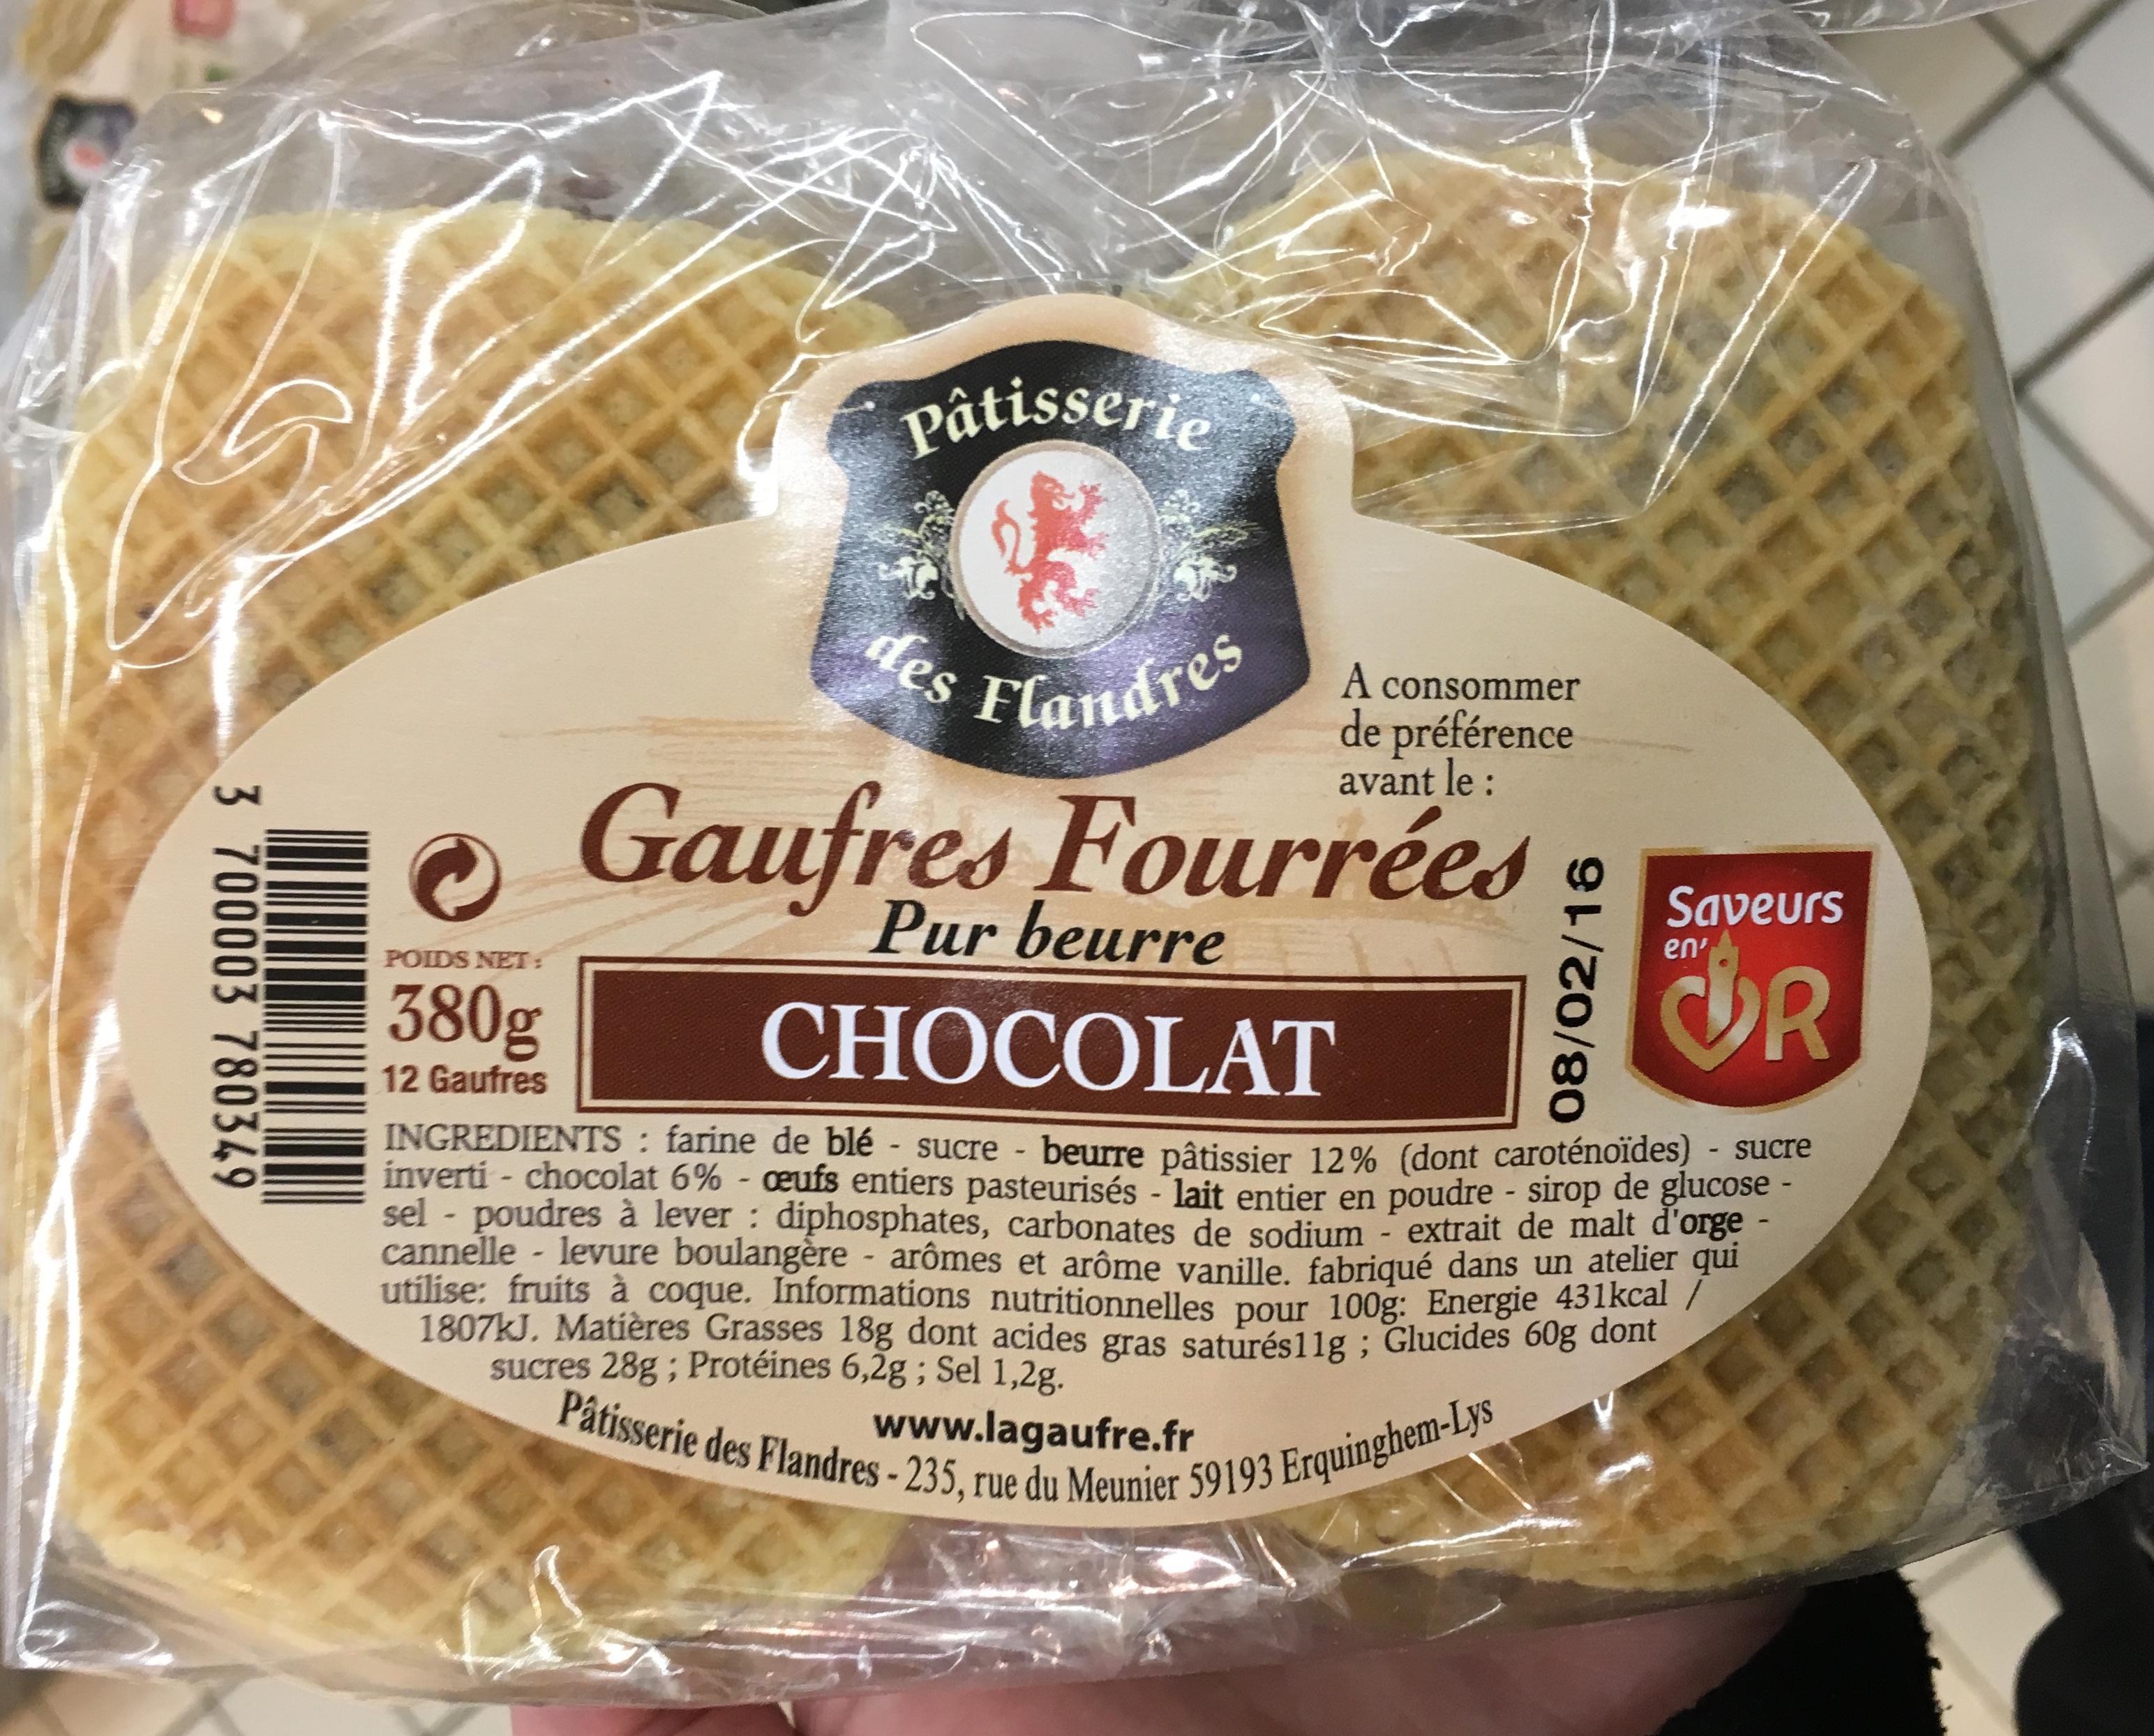 Pâtisserie
des Flandres
A consommer
de préférence
avant le :
08/02/16
Gaufres Fourrées
Pur beurre
CHOCOLAT
Saveurs
en'
OR
3 700003 780349
POIDS NET :
380g
12 Gaufres
INGREDIENTS : farine de blé - sucre - beurre pâtissier 12% (dont caroténoïdes) - sucre
inverti - chocolat 6% - œufs entiers pasteurisés - lait entier en poudre - sirop de glucose -
sel - poudres à lever : diphosphates, carbonates de sodium - extrait de malt d'orge -
cannelle - levure boulangère - arômes et arôme vanille. fabriqué dans un atelier qui
utilise: fruits à coque. Informations nutritionnelles pour 100g: Energie 431kcal /
1807kJ. Matières Grasses 18g dont acides gras saturés11g ; Glucides 60g dont
sucres 28g ; Protéines 6,2g ; Sel 1,2g.
www.lagaufre.fr
Pâtisserie des Flandres - 235, rue du Meunier 59193 Erquinghem-Lys